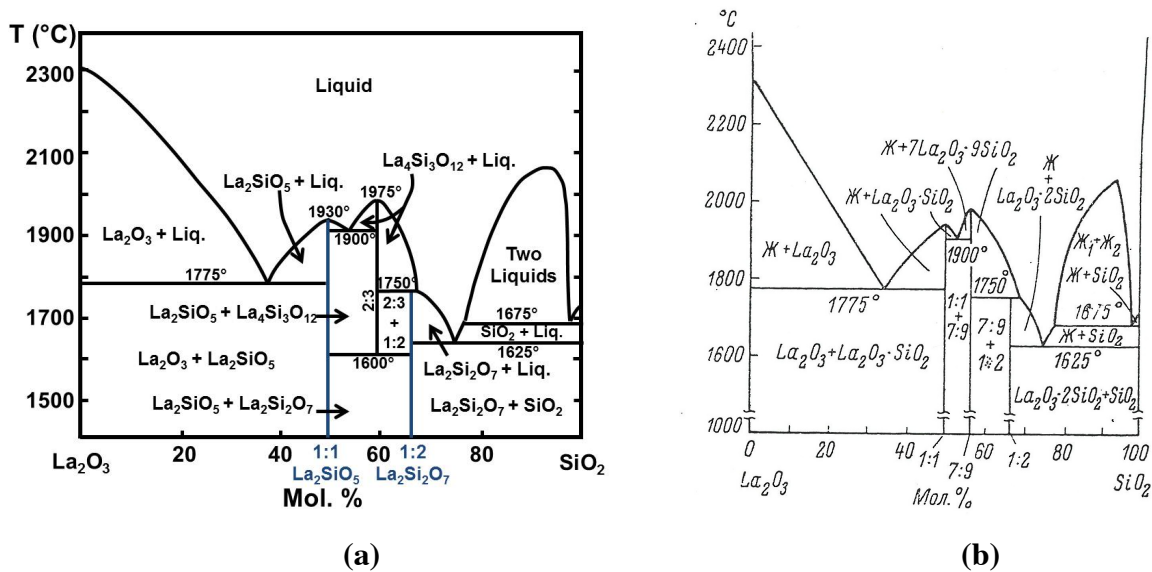 T (°C)
2300
2100
1900
1700
1500
Liquid
La₄Si₃O₁₂ + Liq.
La₂SiO₅ + Liq.
1975°
1930°
La₂O₃ + Liq.
1900°
Two
Liquids
1775°
1750°
2:3
2:3
+
1:2
1675°
La₂SiO₅ + La₄Si₃O₁₂
SiO₂ + Liq.
1625°
La₂O₃ + La₂SiO₅
1600°
La₂Si₂O₇ + Liq.
La₂SiO₅ + La₂Si₂O₇
La₂Si₂O₇ + SiO₂
La₂O₃
20
40
60
80
SiO₂
1:1
1:2
La₂SiO₅
La₂Si₂O₇
Mol. %
(a)
°C
2400
2200
2000
1800
1600
1000
Ж+7La₂O₃·9SiO₂
Ж
+
La₂O₃·2SiO₂
Ж+La₂O₃·SiO₂
Ж+La₂O₃
1900°
Ж₁+Ж₂
Ж+SiO₂
1775°
1750°
1675°
1:1
+
7:9
7:9
+
1:2
Ж+SiO₂
1625°
La₂O₃+La₂O₃·SiO₂
La₂O₃·2SiO₂+SiO₂
0
20
40
1:1
7:9
60
1:2
80
100
La₂O₃
Мол.%
SiO₂
(b)